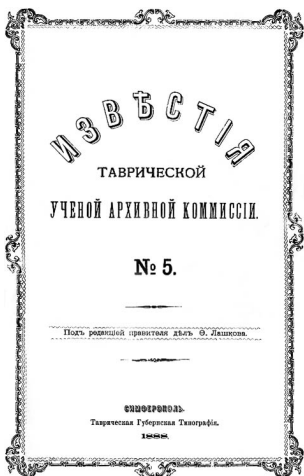 ИЗВѢСТІЯ
ТАВРИЧЕСКОЙ
УЧЕНОЙ АРХИВНОЙ КОММИССІИ.
№ 5.
Подъ редакціей правителя дѣлъ Ѳ. Лашкова.
СИМФЕРОПОЛЬ.
Таврическая Губернская Типографія.
1888.